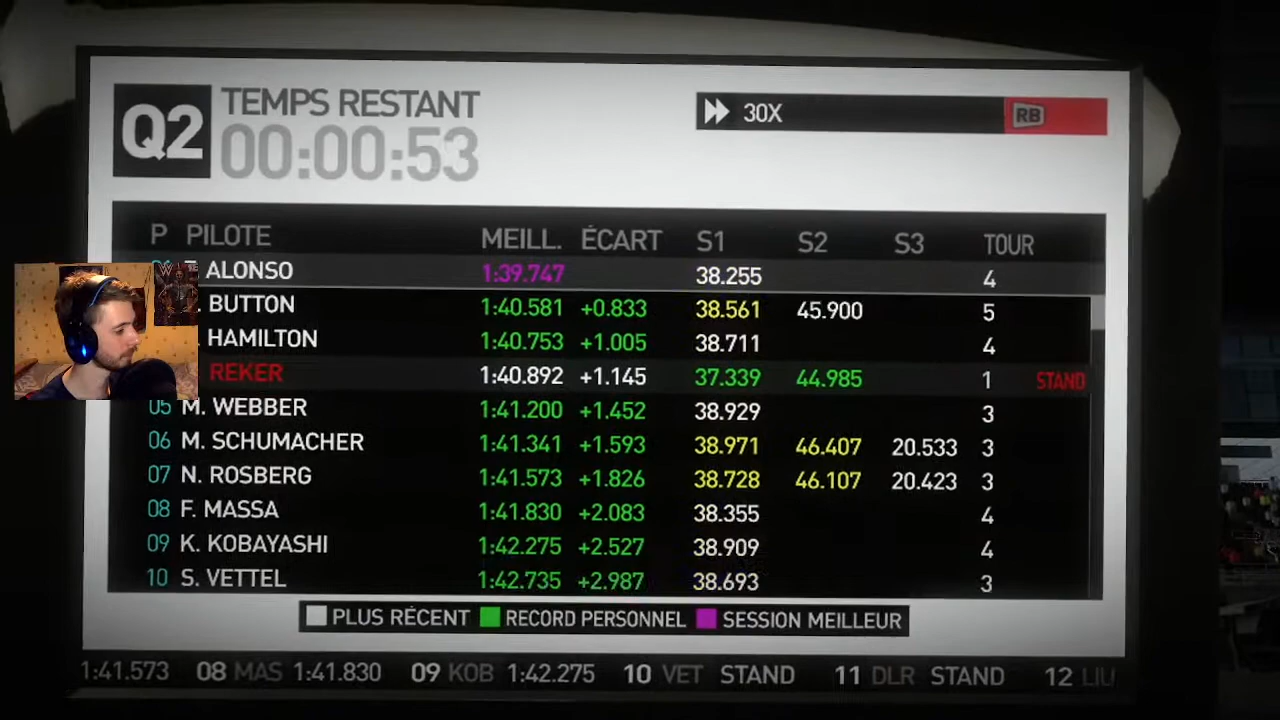 Q2 TEMPS RESTANT
00:00:53
30X RB
P PILOTE MEILL. ÉCART S1 S2 S3 TOUR
ALONSO 1:39.747 38.255 4
BUTTON 1:40.581 +0.833 38.561 45.900 5
HAMILTON 1:40.753 +1.005 38.711 4
REKER 1:40.892 +1.145 37.339 44.985 1 STAND
05 M. WEBBER 1:41.200 +1.452 38.929 3
06 M. SCHUMACHER 1:41.341 +1.593 38.971 46.407 20.533 3
07 N. ROSBERG 1:41.573 +1.826 38.728 46.107 20.423 3
08 F. MASSA 1:41.830 +2.083 38.355 4
09 K. KOBAYASHI 1:42.275 +2.527 38.909 4
10 S. VETTEL 1:42.735 +2.987 38.693 3
PLUS RÉCENT RECORD PERSONNEL SESSION MEILLEUR
1:41.573 08 MAS 1:41.830 09 KOB 1:42.275 10 VET STAND 11 DLR STAND 12 LIU